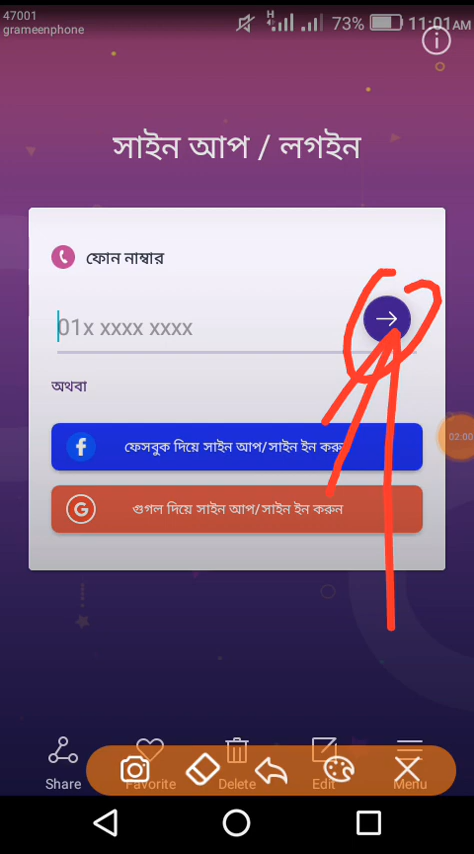 47001
grameenphone
H
73%
11:01AM
সাইন আপ / লগইন
ফোন নাম্বার
01x xxxx xxxx
অথবা
ফেসবুক দিয়ে সাইন আপ/সাইন ইন করুন
02:00
গুগল দিয়ে সাইন আপ/সাইন ইন করুন
Share
Favorite
Delete
Edit
Menu